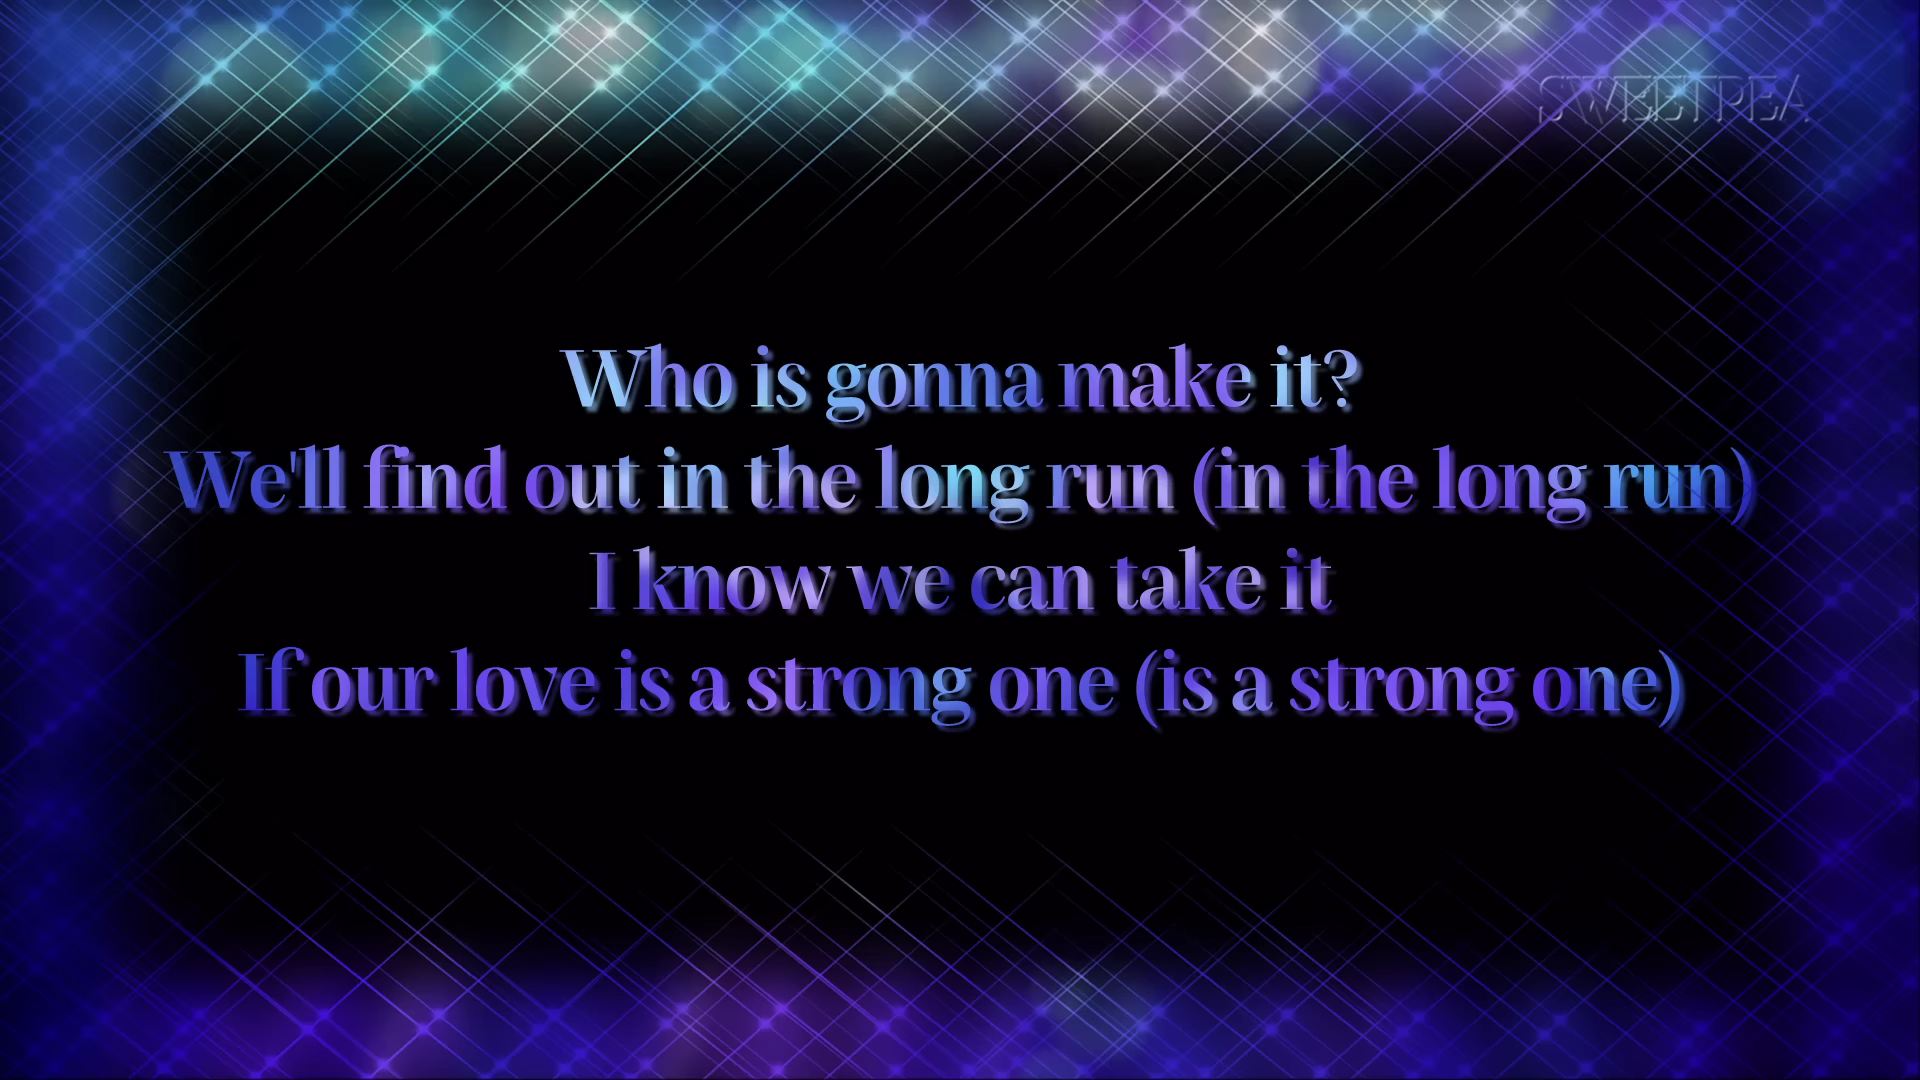 SWEETPEA
Who is gonna make it?
We'll find out in the long run (in the long run)
I know we can take it
If our love is a strong one (is a strong one)